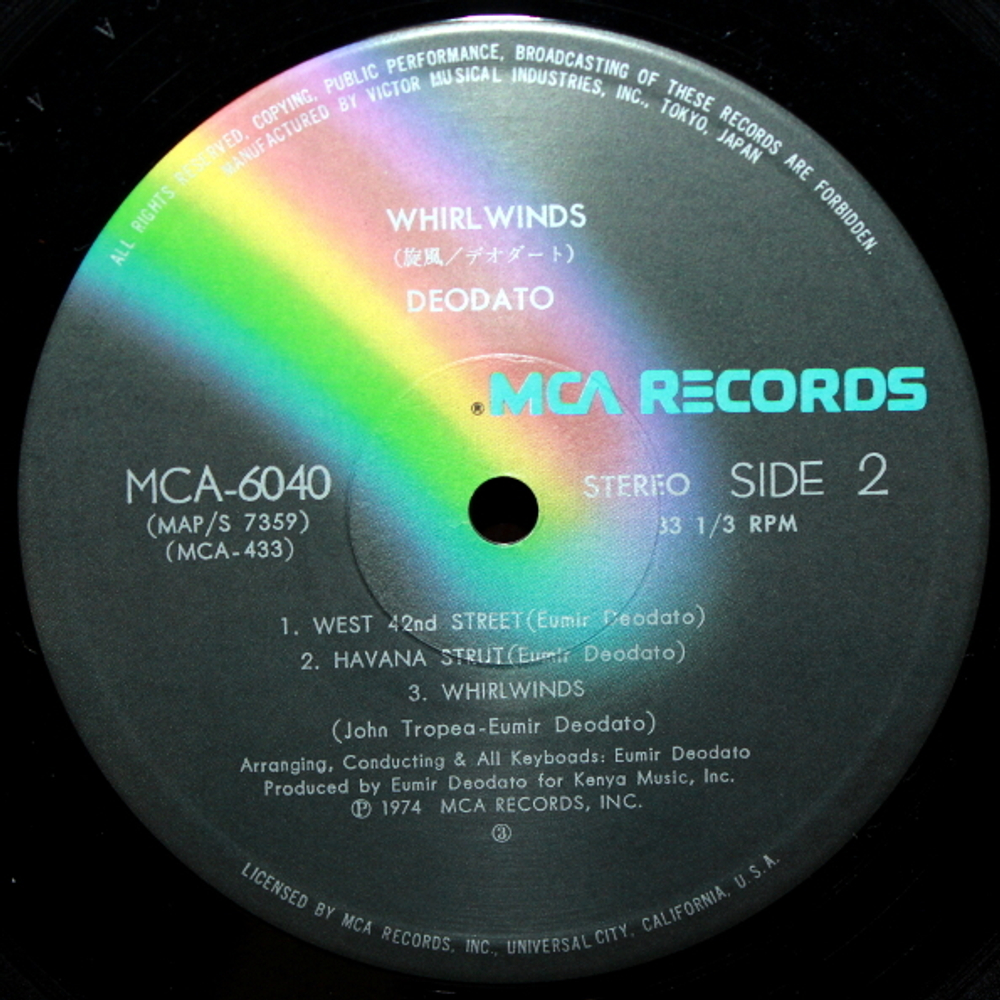 ALL RIGHTS RESERVED. COPYING, PUBLIC PERFORMANCE, BROADCASTING OF THESE RECORDS ARE FORBIDDEN.
MANUFACTURED BY VICTOR MUSICAL INDUSTRIES, INC., TOKYO, JAPAN
WHIRLWINDS
(旋風/デオダート)
DEODATO
® MCA RECORDS
MCA-6040
(MAP/S 7359)
(MCA-433)
STEREO SIDE 2
33 1/3 RPM
1. WEST 42nd STREET(Eumir Deodato)
2. HAVANA STRUT(Eumir Deodato)
3. WHIRLWINDS
(John Tropea-Eumir Deodato)
Arranging, Conducting & All Keyboads: Eumir Deodato
Produced by Eumir Deodato for Kenya Music, Inc.
Ⓟ 1974 MCA RECORDS, INC.
③
LICENSED BY MCA RECORDS, INC., UNIVERSAL CITY, CALIFORNIA, U.S.A.